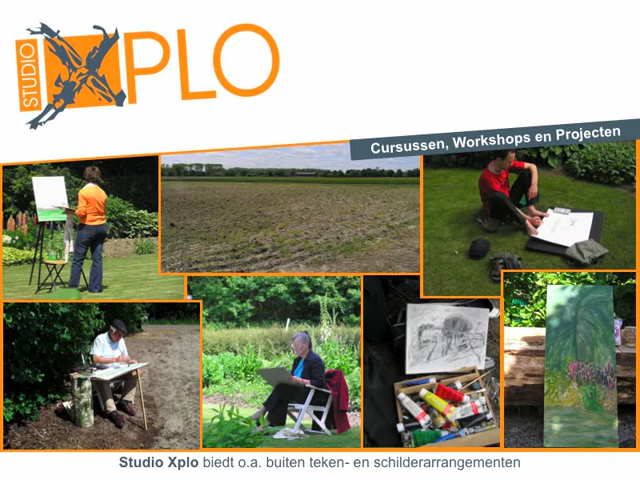 STUDIO
XPLO
Cursussen, Workshops en Projecten
Studio Xplo biedt o.a. buiten teken- en schilderarrangementen